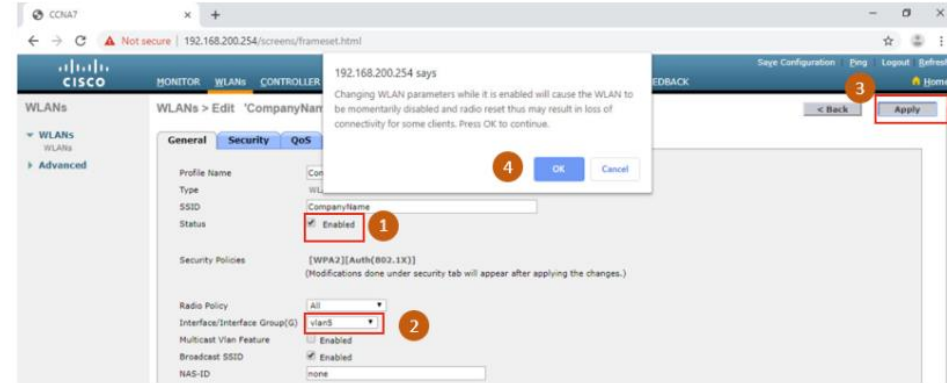 CCNA7
Not secure | 192.168.200.254/screens/frameset.html
Save Configuration Ping Logout Refresh
CISCO
MONITOR WLANs CONTROLLER
EEDBACK
Home
192.168.200.254 says
Changing WLAN parameters while it is enabled will cause the WLAN to
be momentarily disabled and radio reset thus may result in loss of
connectivity for some clients. Press OK to continue.
4
OK Cancel
WLANs
WLANs
WLANs
Advanced
WLANs > Edit 'CompanyNam
3
< Back Apply
General Security QoS
Profile Name Com
Type WL
SSID CompanyName
Status Enabled 1
Security Policies [WPA2][Auth(802.1X)]
(Modifications done under security tab will appear after applying the changes.)
Radio Policy All
Interface/Interface Group(G) vlan5 2
Multicast Vlan Feature Enabled
Broadcast SSID Enabled
NAS-ID none